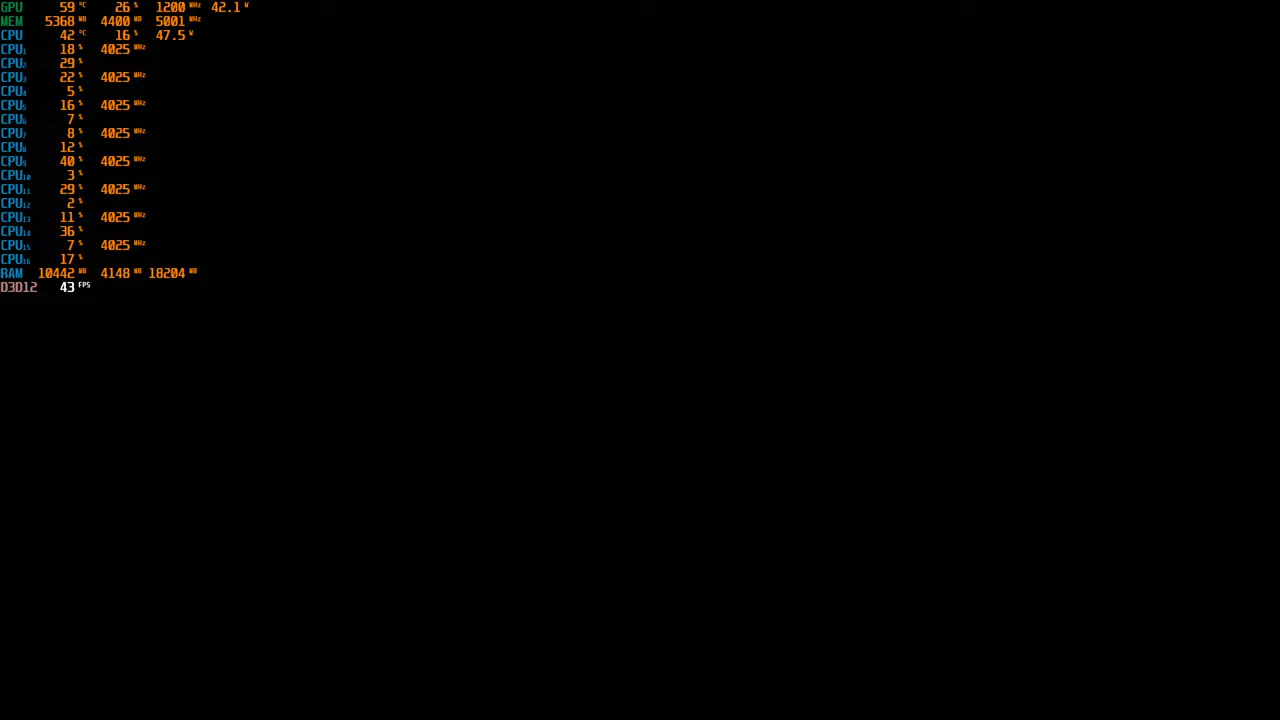 GPU 59 °C 26 % 1200 MHz 42.1 W
MEM 5368 MB 4400 MB 5001 MHz
CPU 42 °C 16 % 47.5 W
CPU1 18 % 4025 MHz
CPU2 29 %
CPU3 22 % 4025 MHz
CPU4 5 %
CPU5 16 % 4025 MHz
CPU6 7 %
CPU7 8 % 4025 MHz
CPU8 12 %
CPU9 40 % 4025 MHz
CPU10 3 %
CPU11 29 % 4025 MHz
CPU12 2 %
CPU13 11 % 4025 MHz
CPU14 36 %
CPU15 7 % 4025 MHz
CPU16 17 %
RAM 10442 MB 4148 MB 18204 MB
D3D12 43 FPS